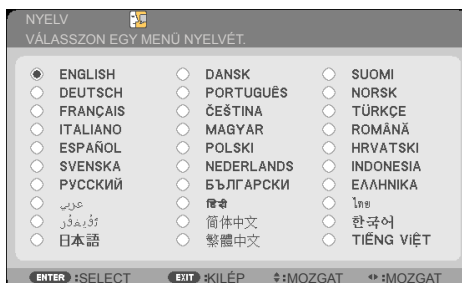 NYELV
VÁLASSZON EGY MENÜ NYELVÉT.
ENGLISH DANSK SUOMI
DEUTSCH PORTUGUÊS NORSK
FRANÇAIS ČEŠTINA TÜRKÇE
ITALIANO MAGYAR ROMÂNĂ
ESPAÑOL POLSKI HRVATSKI
SVENSKA NEDERLANDS INDONESIA
РУССКИЙ БЪЛГАРСКИ ΕΛΛΗΝΙΚΑ
عربي हिंदी ไทย
ئۇيغۇر 简体中文 한국어
日本語 繁體中文 TIẾNG VIỆT
ENTER :SELECT EXIT :KILÉP :MOZGAT :MOZGAT